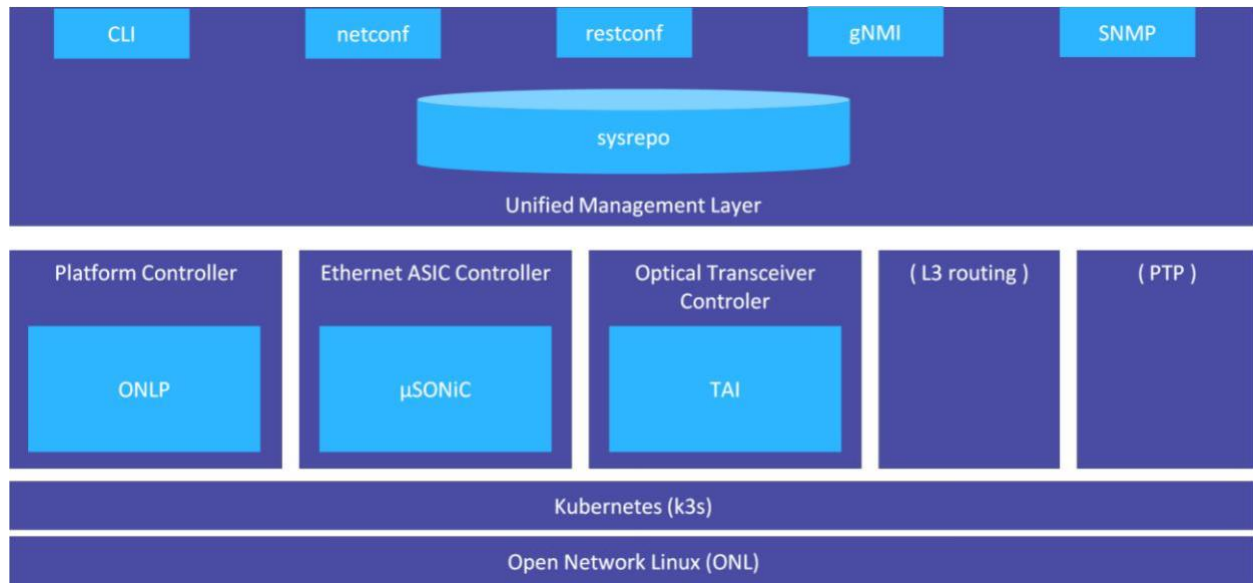 CLI
netconf
restconf
gNMI
SNMP
sysrepo
Unified Management Layer
Platform Controller
ONLP
Ethernet ASIC Controller
µSONiC
Optical Transceiver
Controler
TAI
( L3 routing )
( PTP )
Kubernetes (k3s)
Open Network Linux (ONL)